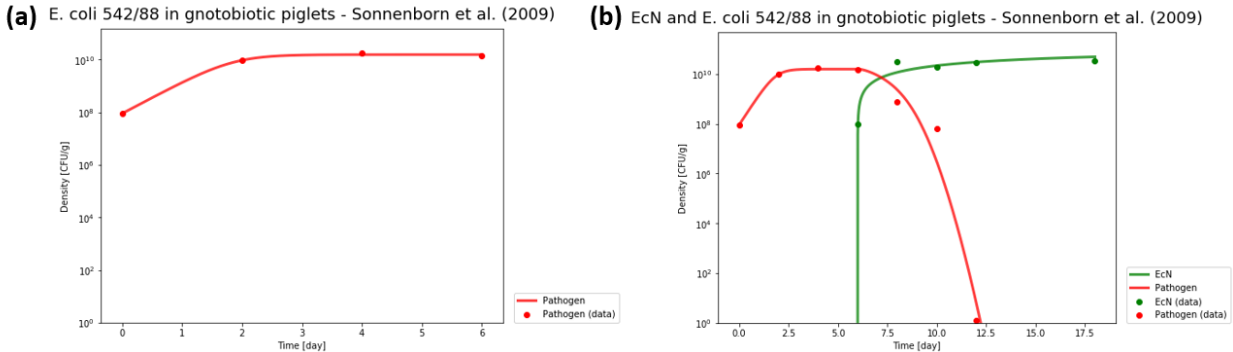 (a) E. coli 542/88 in gnotobiotic piglets - Sonnenborn et al. (2009)
10^10
10^8
10^6
10^4
10^2
10^0
Density [CFU/g]
0 1 2 3 4 5 6
Time [day]
Pathogen
Pathogen (data)
(b) EcN and E. coli 542/88 in gnotobiotic piglets - Sonnenborn et al. (2009)
10^10
10^8
10^6
10^4
10^2
10^0
Density [CFU/g]
0.0 2.5 5.0 7.5 10.0 12.5 15.0 17.5
Time [day]
EcN
Pathogen
EcN (data)
Pathogen (data)